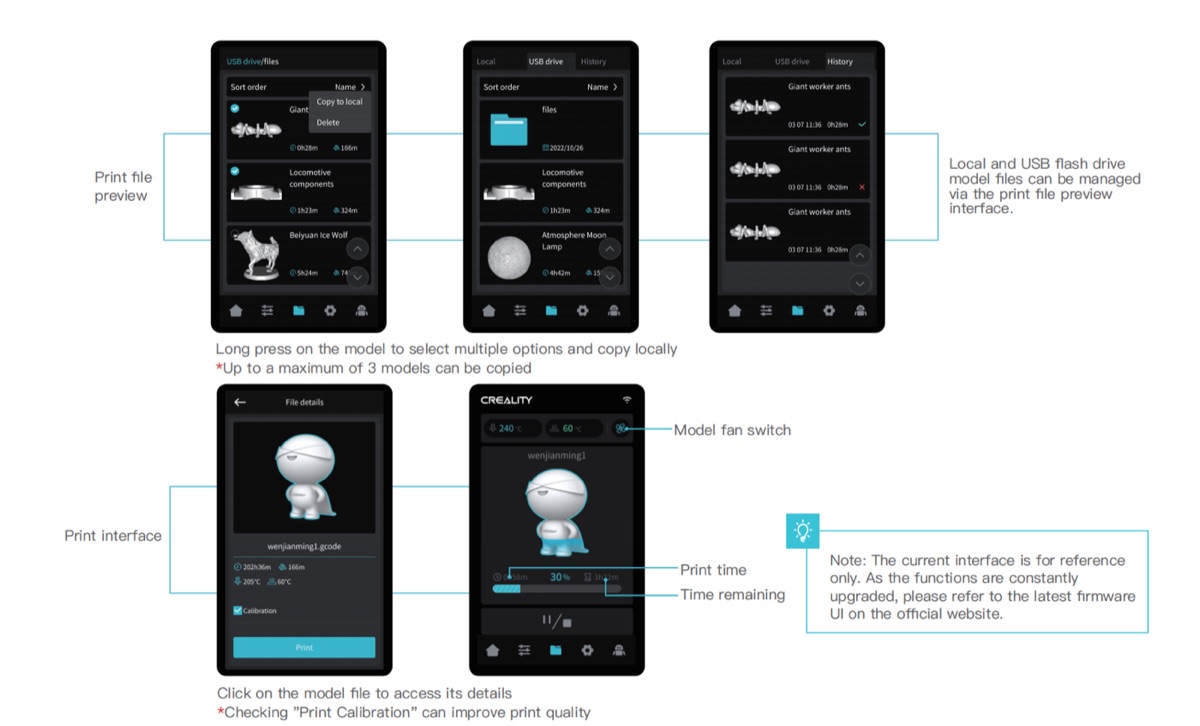 USB drive/files
Sort order
Name >
Copy to local
Delete
Giant
0h28m 166m
Locomotive
components
1h23m 324m
Beiyuan Ice Wolf
5h24m 74
Local USB drive History
Sort order
Name >
files
2022/10/26
Locomotive
components
1h23m 324m
Atmosphere Moon
Lamp
4h42m 15
Local USB drive History
Giant worker ants
03 07 11:36 0h28m
Giant worker ants
03 07 11:36 0h28m
Giant worker ants
03 07 11:36 0h28m
Print file
preview
Local and USB flash drive
model files can be managed
via the print file preview
interface.
Long press on the model to select multiple options and copy locally
*Up to a maximum of 3 models can be copied
File details
wenjianming1.gcode
202h36m 166m
205°C 60°C
Calibration
Print
CREALITY
240 °C 60 °C
wenjianming1
30%
Model fan switch
Print interface
Print time
Time remaining
Note: The current interface is for reference
only. As the functions are constantly
upgraded, please refer to the latest firmware
UI on the official website.
Click on the model file to access its details
*Checking "Print Calibration" can improve print quality